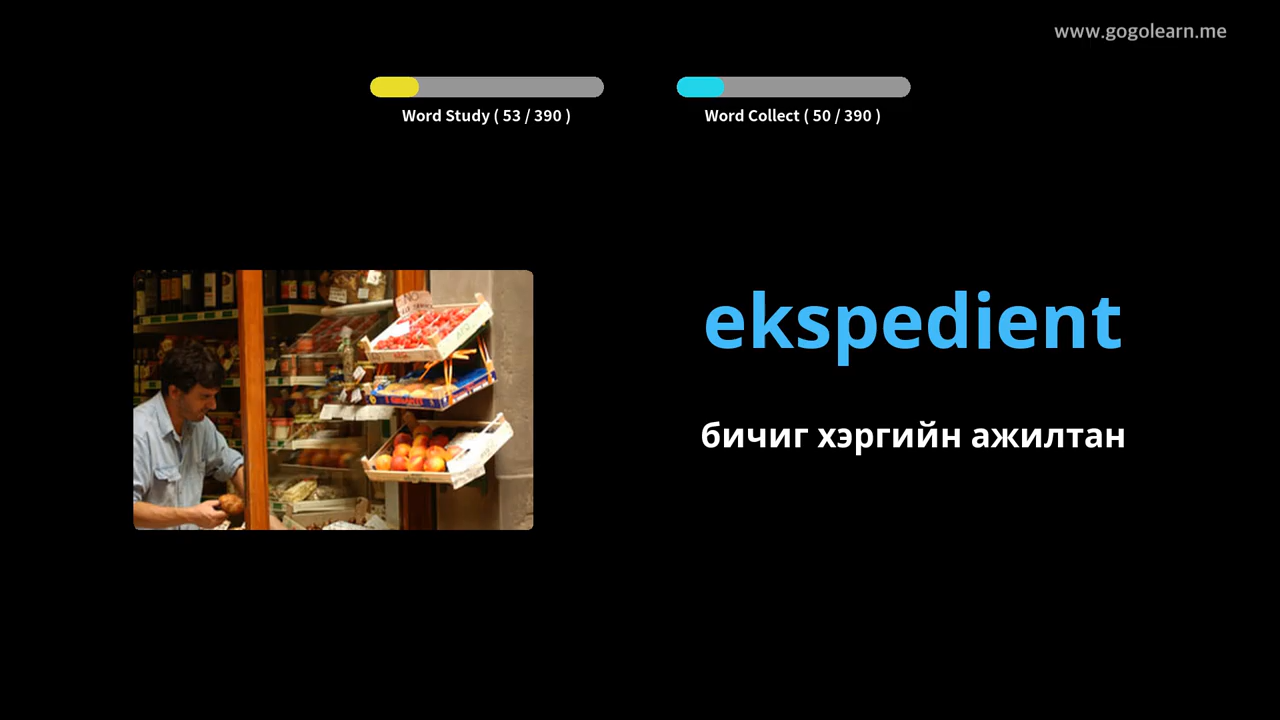 www.gogolearn.me
Word Study ( 53 / 390 )
Word Collect ( 50 / 390 )
ekspedient
бичиг хэргийн ажилтан